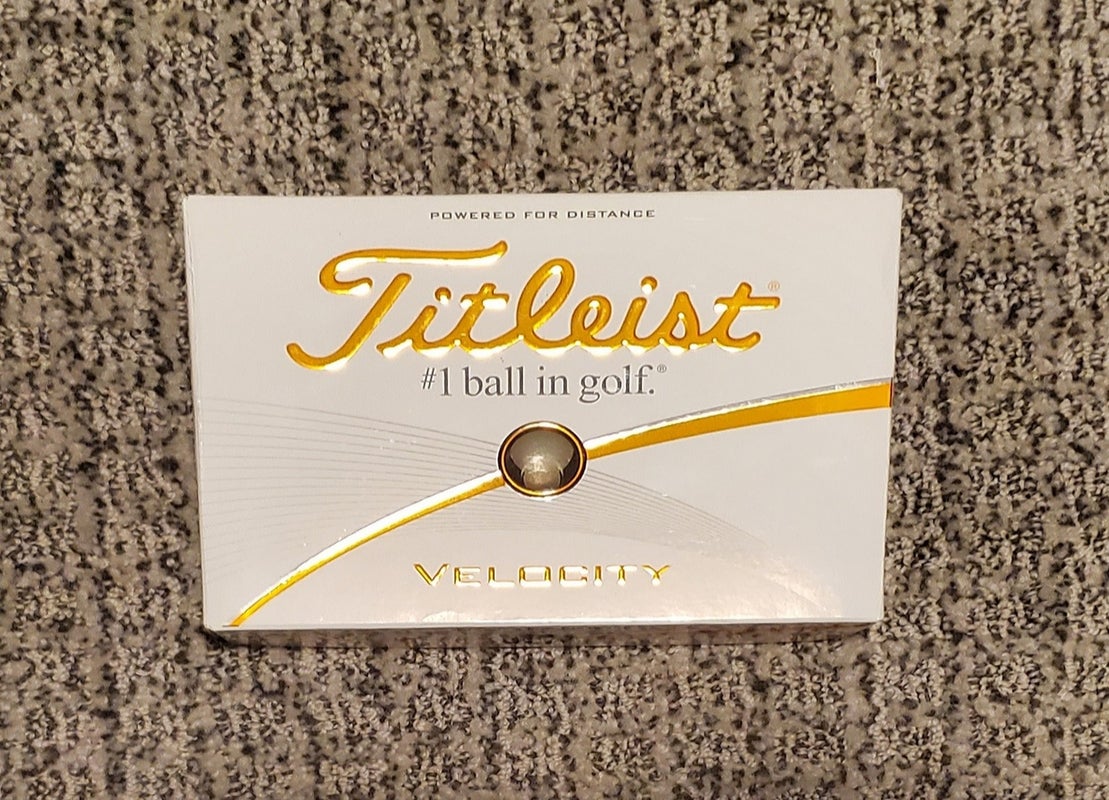 POWERED FOR DISTANCE
Titleist®
#1 ball in golf.®
VELOCITY